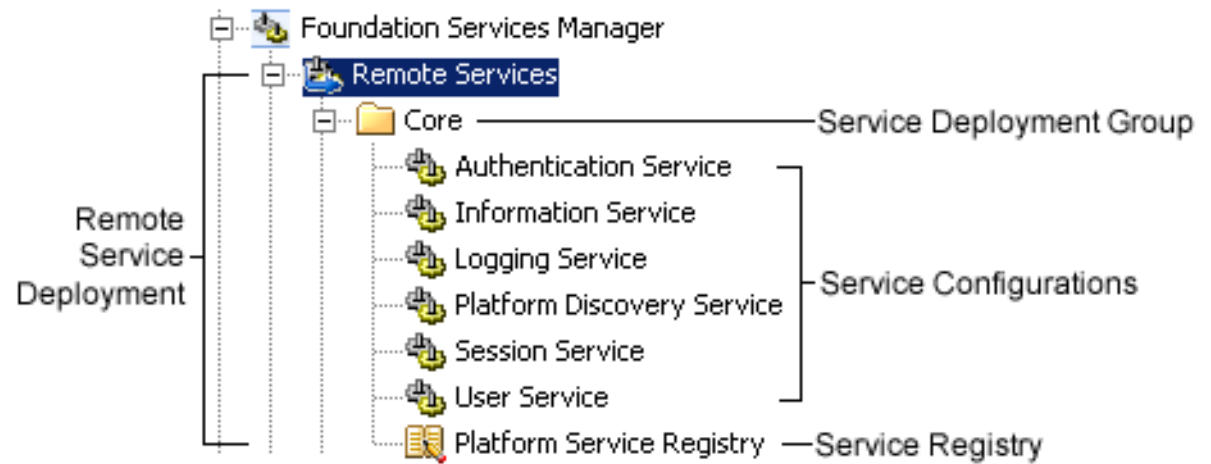 Foundation Services Manager
Remote Services
Core
Service Deployment Group
Authentication Service
Information Service
Logging Service
Platform Discovery Service
Session Service
User Service
Platform Service Registry
Remote
Service
Deployment
Service Configurations
Service Registry